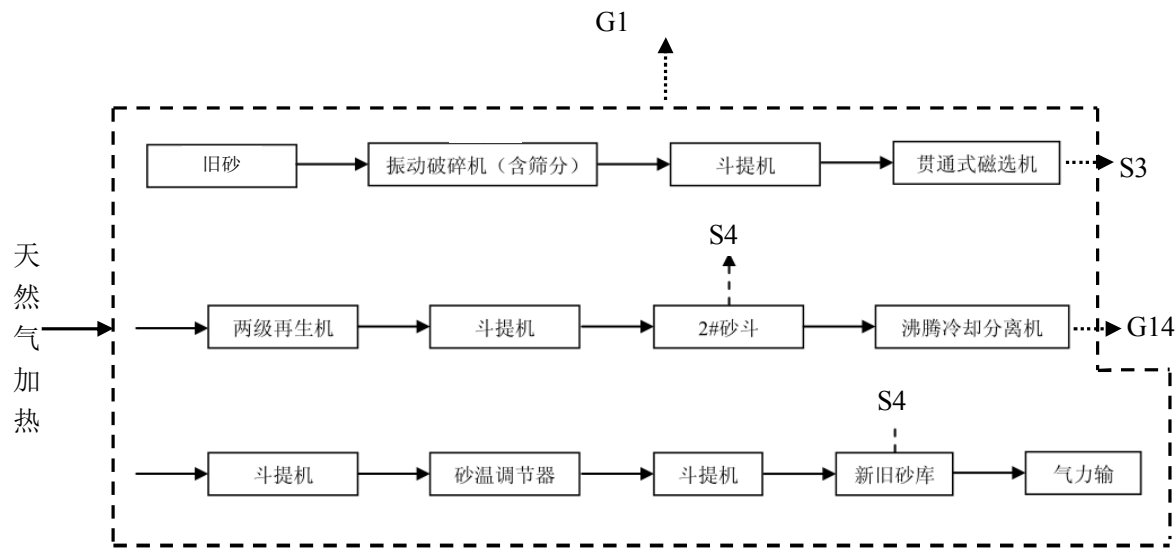 G1
旧砂
振动破碎机（含筛分）
斗提机
贯通式磁选机
S3
S4
天然气加热
两级再生机
斗提机
2#砂斗
沸腾冷却分离机
G14
S4
斗提机
砂温调节器
斗提机
新旧砂库
气力输